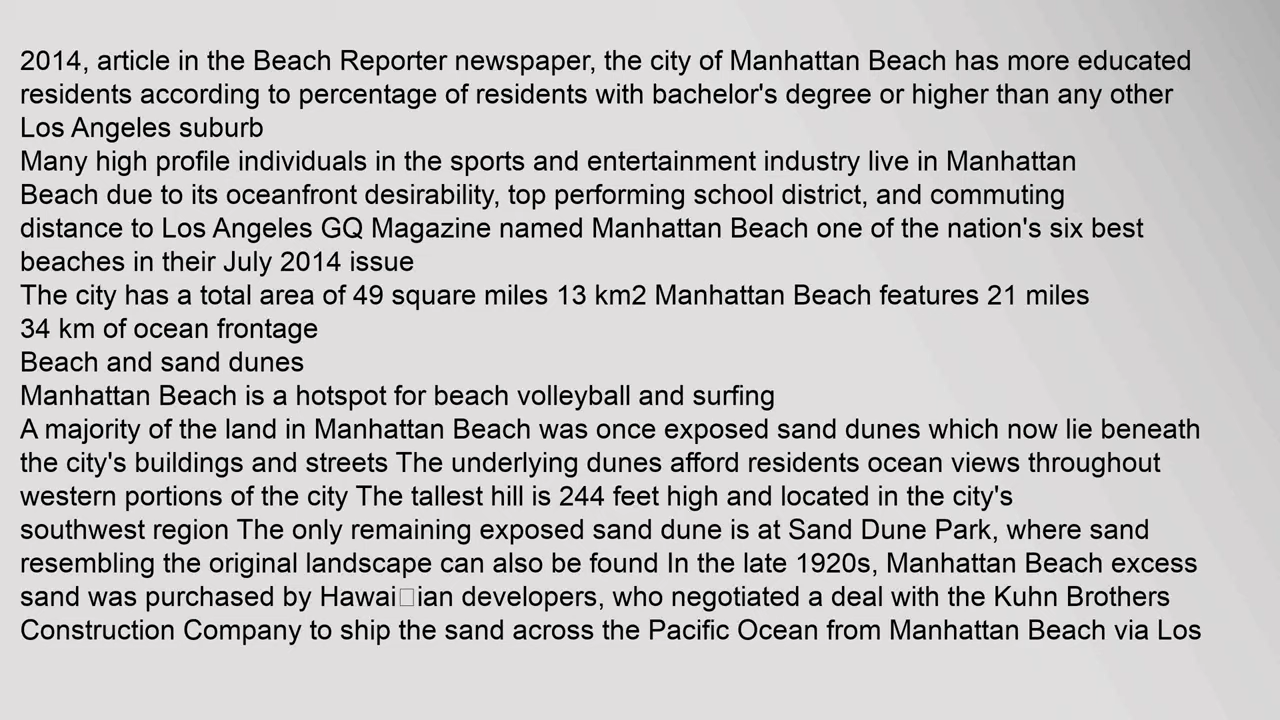 2014, article in the Beach Reporter newspaper, the city of Manhattan Beach has more educated
residents according to percentage of residents with bachelor's degree or higher than any other
Los Angeles suburb
Many high profile individuals in the sports and entertainment industry live in Manhattan
Beach due to its oceanfront desirability, top performing school district, and commuting
distance to Los Angeles GQ Magazine named Manhattan Beach one of the nation's six best
beaches in their July 2014 issue
The city has a total area of 49 square miles 13 km2 Manhattan Beach features 21 miles
34 km of ocean frontage
Beach and sand dunes
Manhattan Beach is a hotspot for beach volleyball and surfing
A majority of the land in Manhattan Beach was once exposed sand dunes which now lie beneath
the city's buildings and streets The underlying dunes afford residents ocean views throughout
western portions of the city The tallest hill is 244 feet high and located in the city's
southwest region The only remaining exposed sand dune is at Sand Dune Park, where sand
resembling the original landscape can also be found In the late 1920s, Manhattan Beach excess
sand was purchased by Hawai□ian developers, who negotiated a deal with the Kuhn Brothers
Construction Company to ship the sand across the Pacific Ocean from Manhattan Beach via Los